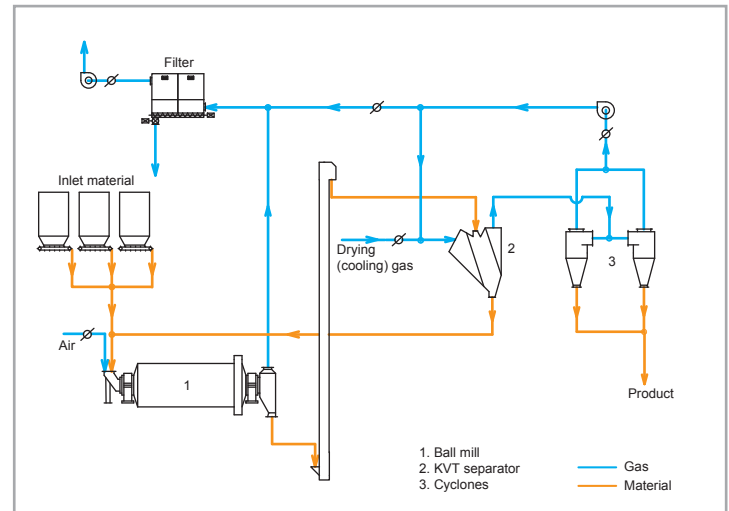 Filter
Inlet material
Drying
(cooling) gas
2
3
Air
1
Product
1. Ball mill
2. KVT separator
3. Cyclones
Gas
Material